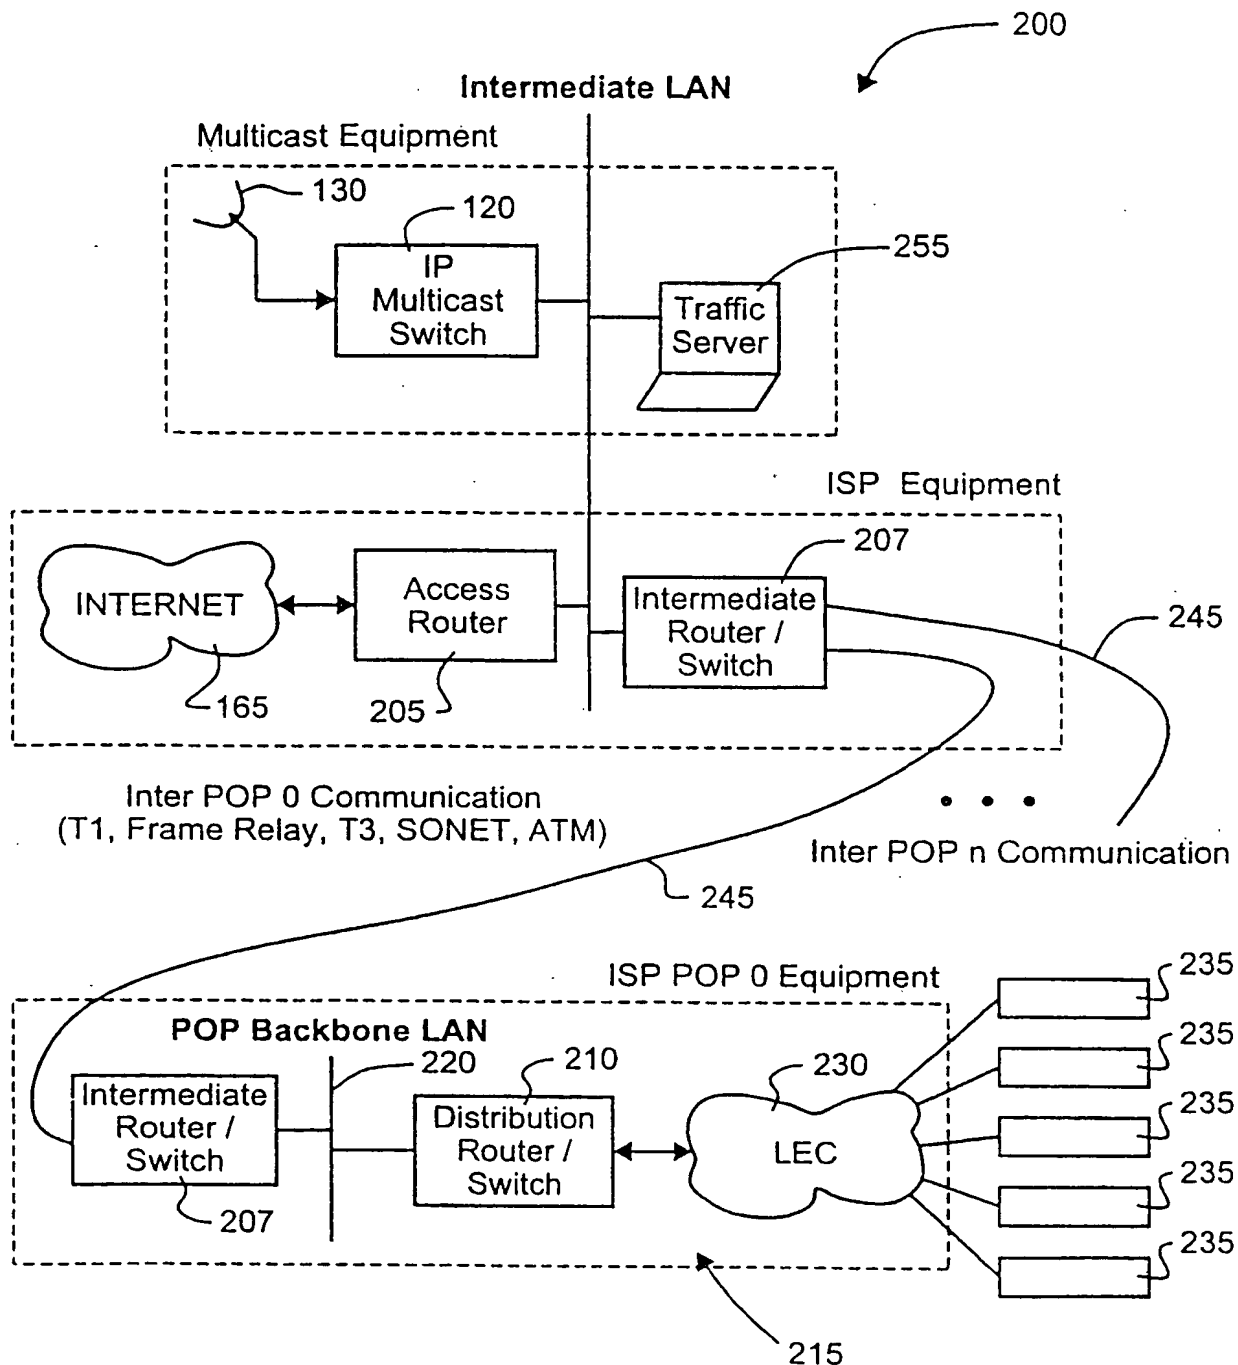 200
Intermediate LAN
Multicast Equipment
130
120
IP
Multicast
Switch
255
Traffic
Server
ISP Equipment
207
INTERNET
165
Access
Router
205
Intermediate
Router /
Switch
245
Inter POP 0 Communication
(T1, Frame Relay, T3, SONET, ATM)
Inter POP n Communication
245
ISP POP 0 Equipment
POP Backbone LAN
220
210
230
Intermediate
Router /
Switch
207
Distribution
Router /
Switch
LEC
235
235
235
235
235
215